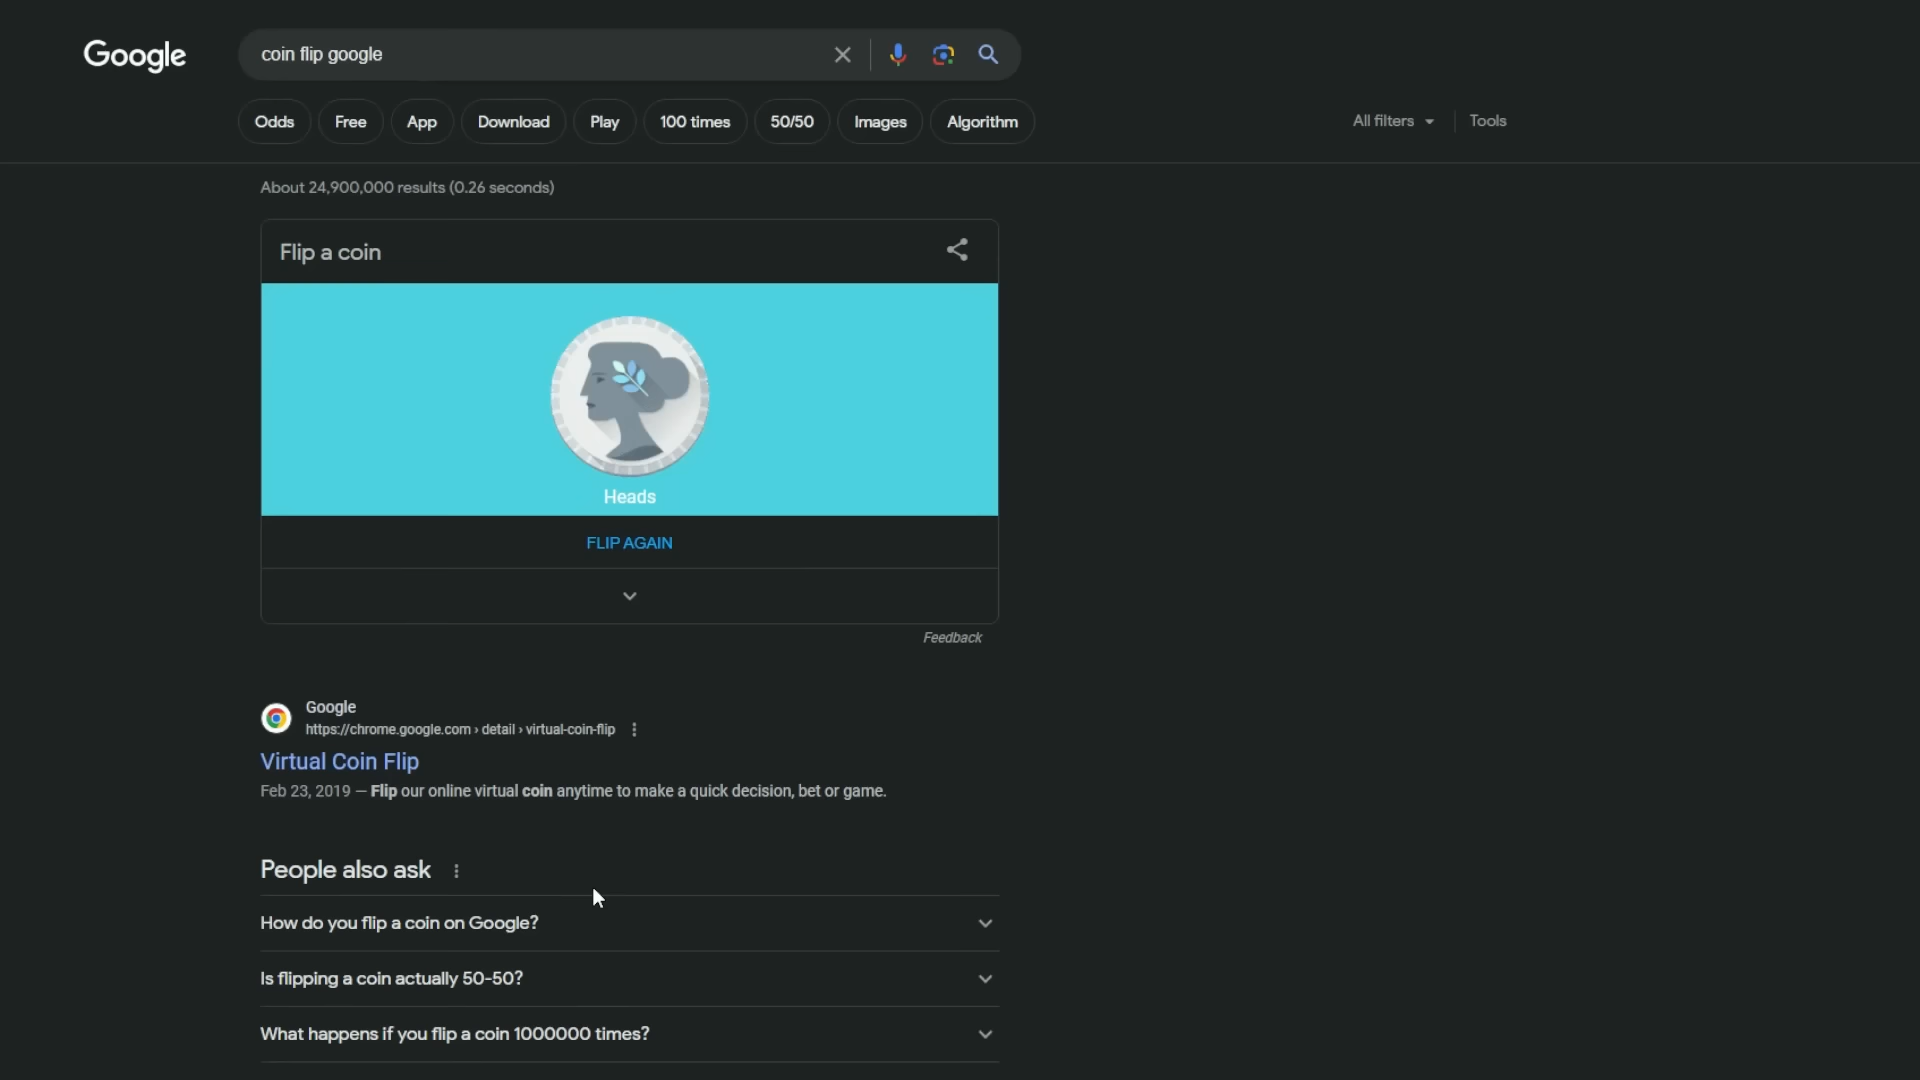 Google
coin flip google
Odds
Free
App
Download
Play
100 times
50/50
Images
Algorithm
All filters
Tools
About 24,900,000 results (0.26 seconds)
Flip a coin
Heads
FLIP AGAIN
Feedback
Google
https://chrome.google.com › detail › virtual-coin-flip
Virtual Coin Flip
Feb 23, 2019 — Flip our online virtual coin anytime to make a quick decision, bet or game.
People also ask
How do you flip a coin on Google?
Is flipping a coin actually 50-50?
What happens if you flip a coin 1000000 times?